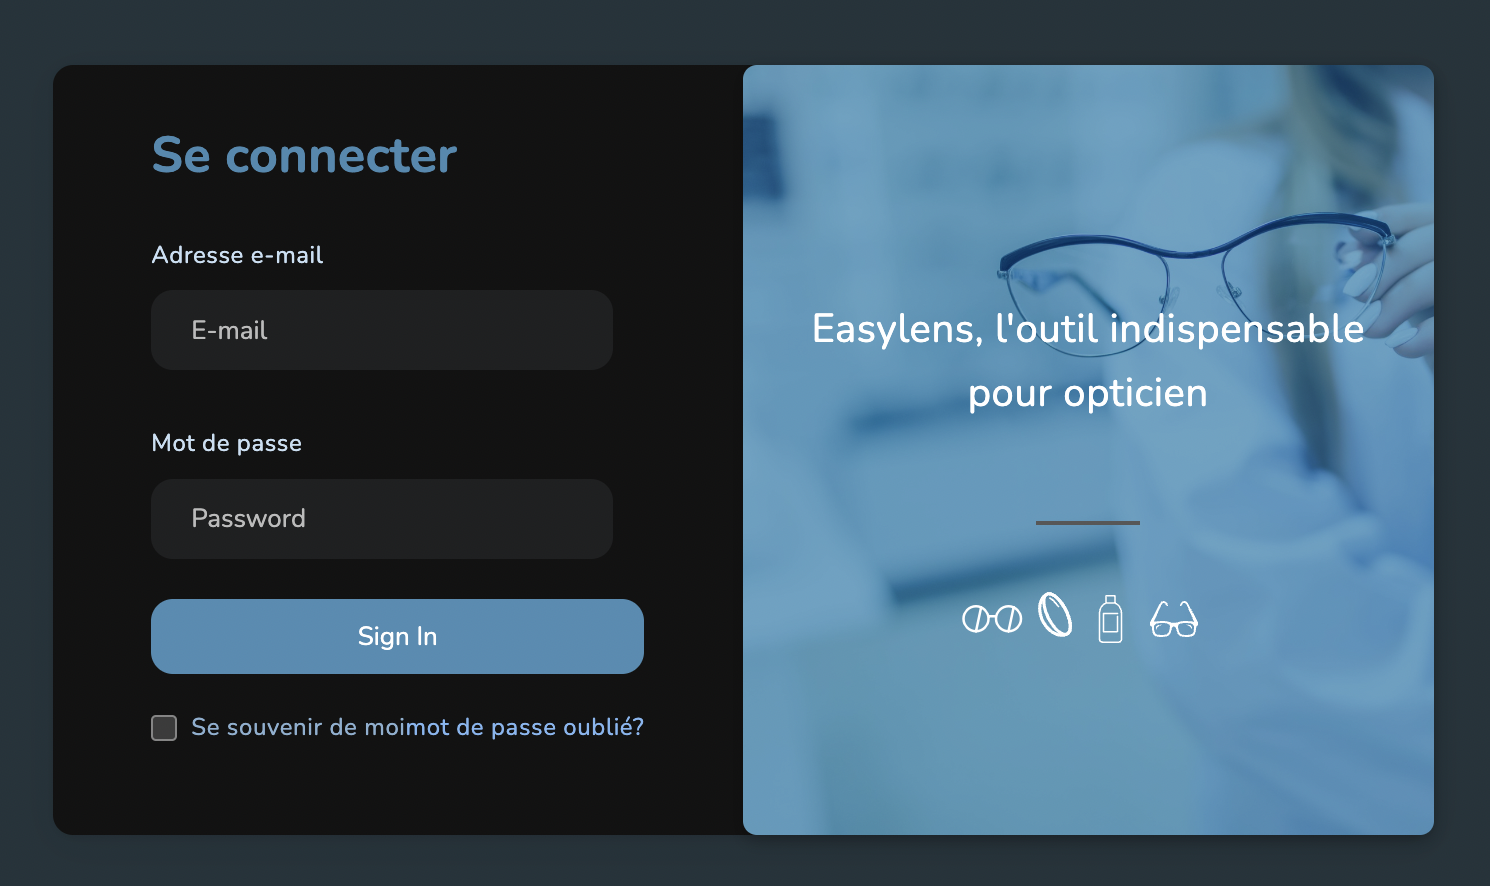 Se connecter
Adresse e-mail
E-mail
Mot de passe
Password
Sign In
Se souvenir de moimot de passe oublié?
Easylens, l'outil indispensable
pour opticien